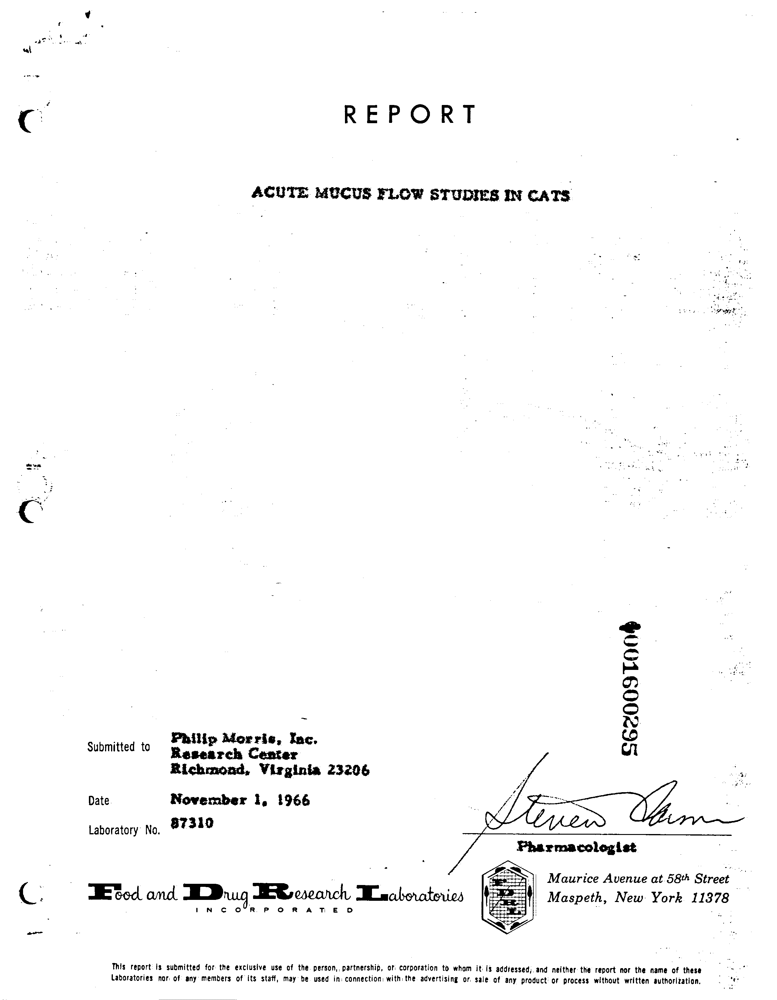 REPORT
ACUTE MUCUS FLOW STUDIES IN CATS
1001600295
Submitted to Philip Morris, Inc.
Research Center
Richmond, Virginia 23206
Date November 1, 1966
Laboratory No. 87310
Steven
Pharmacologist
Food and Drug Research Laboratories
INCORPORATED
Maurice Avenue at 58th Street
Maspeth, New York 11378
This report is submitted for the exclusive use of the person, partnership, or corporation to whom it is addressed, and neither the report nor the name of these
Laboratories nor of any members of its staff, may be used in connection with the advertising or sale of any product or process without written authorization.